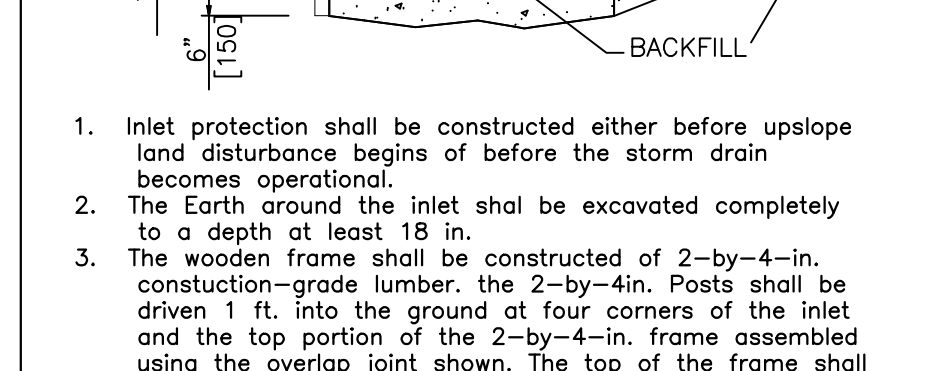 6"
[150]
BACKFILL
1. Inlet protection shall be constructed either before upslope
land disturbance begins of before the storm drain
becomes operational.
2. The Earth around the inlet shal be excavated completely
to a depth at least 18 in.
3. The wooden frame shall be constructed of 2-by-4-in.
constuction-grade lumber. the 2-by-4in. Posts shall be
driven 1 ft. into the ground at four corners of the inlet
and the top portion of the 2-by-4-in. frame assembled
using the overlap joint shown. The top of the frame shall